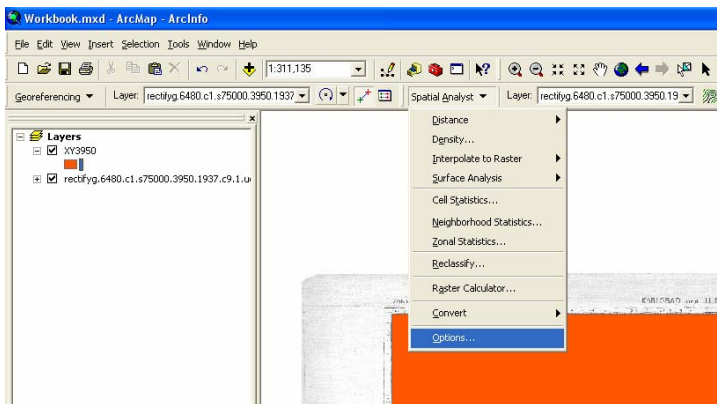 Workbook.mxd - ArcMap - ArcInfo
File Edit View Insert Selection Tools Window Help
1:311,135
Georeferencing Layer: rectifyg.6480.c1.s75000.3950.1937 Spatial Analyst Layer: rectifyg.6480.c1.s75000.3950.19
Layers
XY3950
rectifyg.6480.c1.s75000.3950.1937.c9.1.u
Distance
Density...
Interpolate to Raster
Surface Analysis
Cell Statistics...
Neighborhood Statistics...
Zonal Statistics...
Reclassify...
Raster Calculator...
Convert
Options...
KARLSBAD und